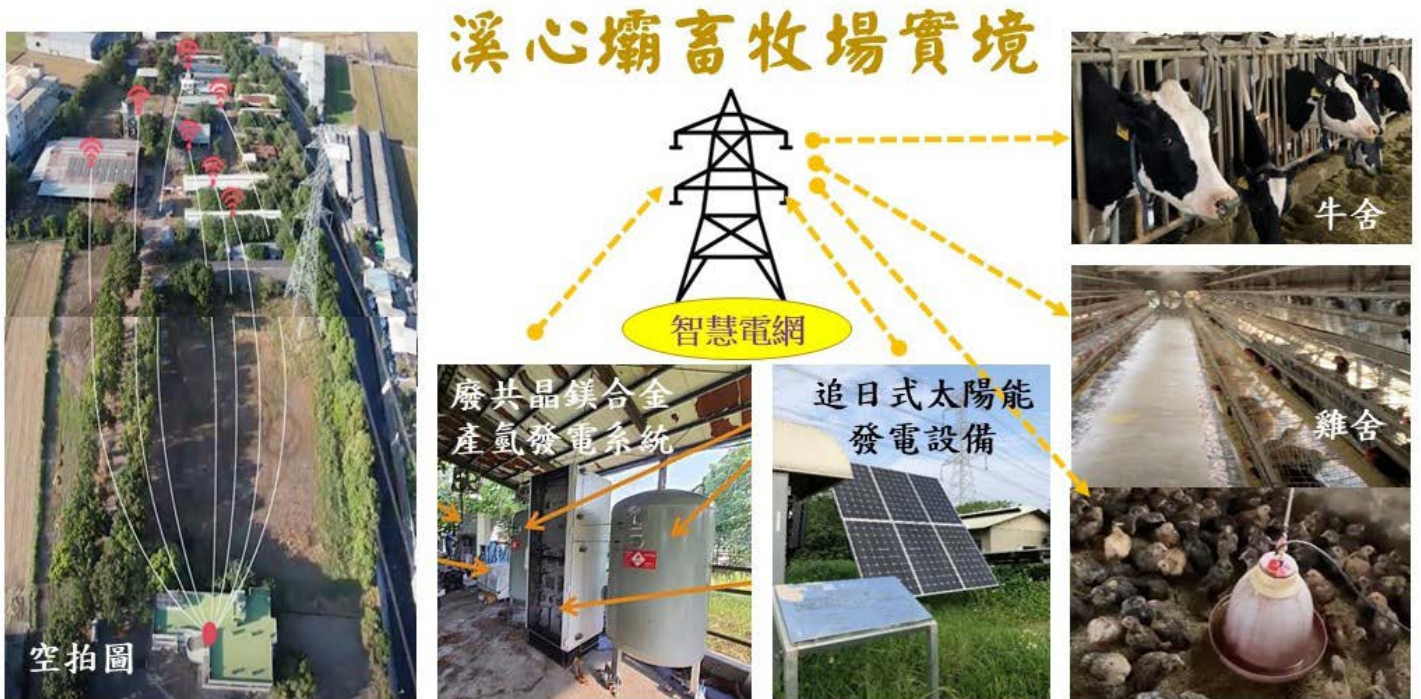 溪心壩畜牧場實境
智慧電網
牛舍
廢共晶鎂合金
產氫發電系統
追日式太陽能
發電設備
雞舍
空拍圖